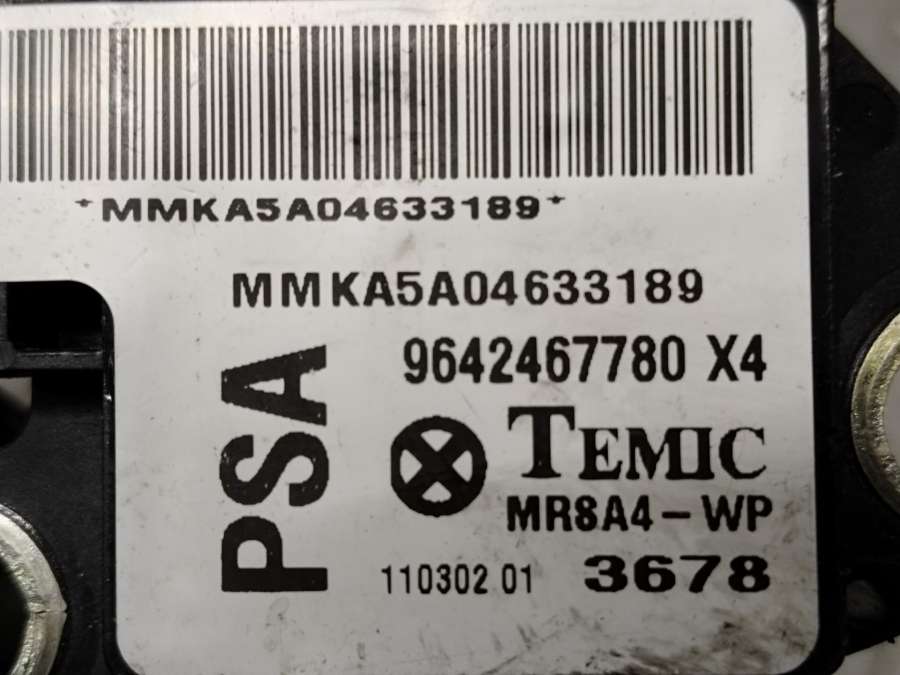 *MMKA5A04633189*
MMKA5A04633189
PSA
9642467780 X4
TEMIC
MR8A4-WP
110302 01 3678